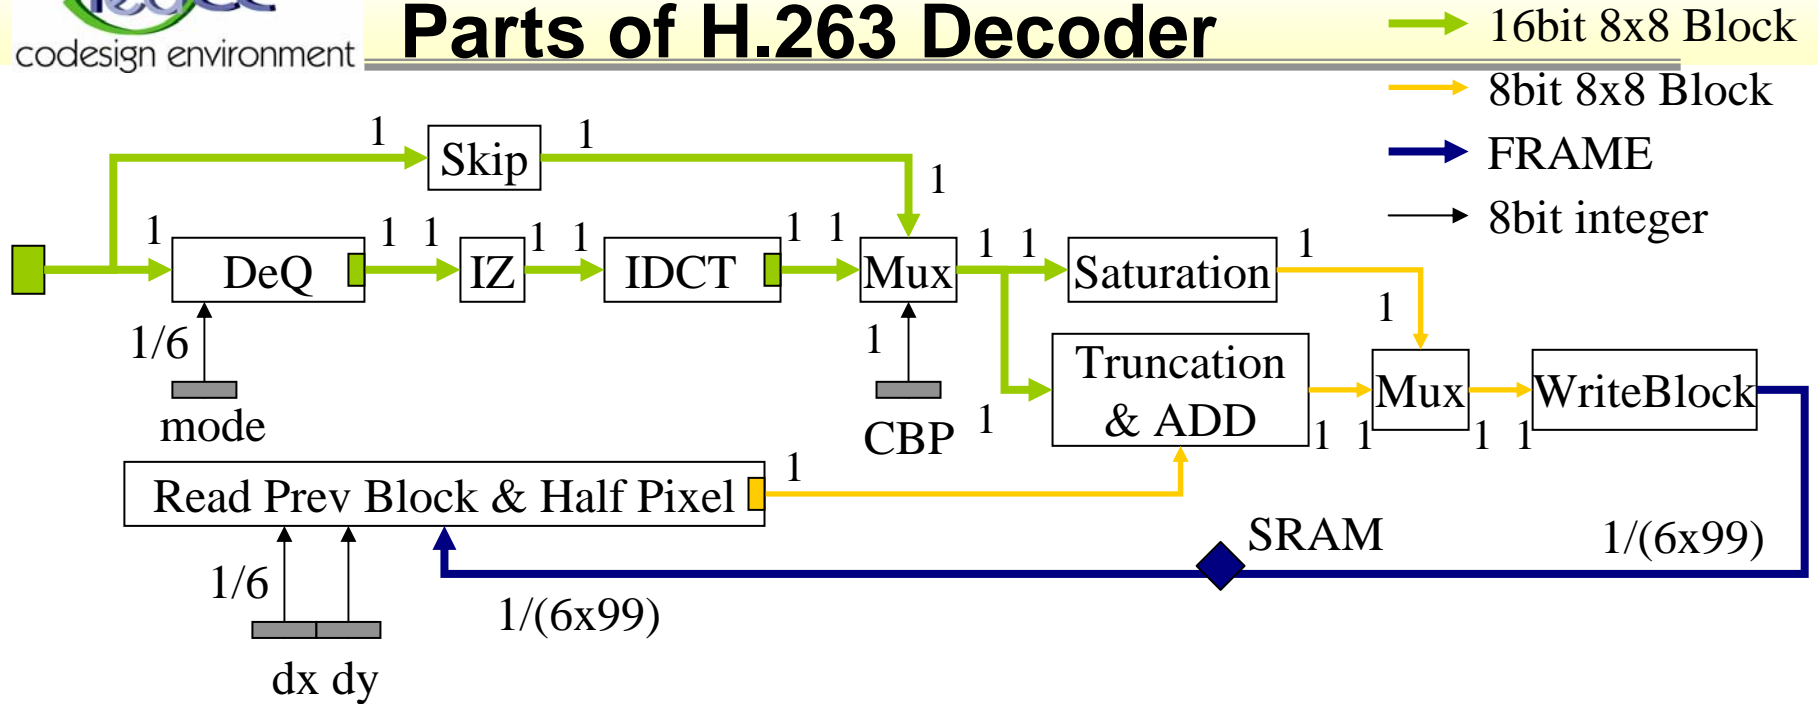 codesign environment
Parts of H.263 Decoder
16bit 8x8 Block
8bit 8x8 Block
FRAME
8bit integer
1
Skip
1
1
1
DeQ
1
1
IZ
1
1
IDCT
1
1
Mux
1
1
Saturation
1
1/6
mode
1
CBP
1
Truncation
& ADD
1
1
1
Mux
1
1
WriteBlock
Read Prev Block & Half Pixel
1
SRAM
1/(6x99)
1/6
1/(6x99)
dx dy